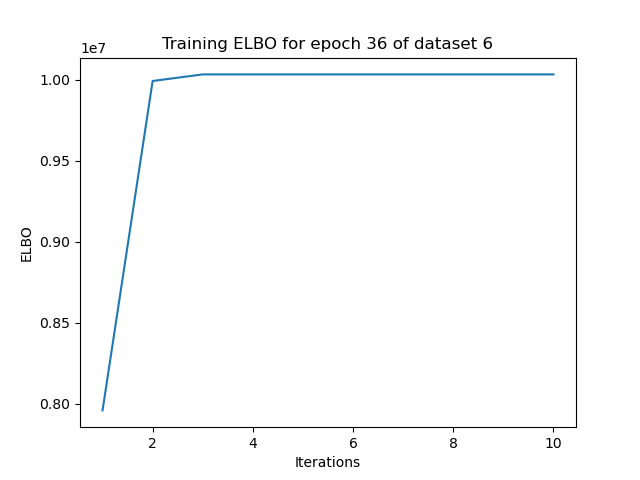 Training ELBO for epoch 36 of dataset 6
1e7
1.00
0.95
0.90
0.85
0.80
ELBO
2 4 6 8 10
Iterations